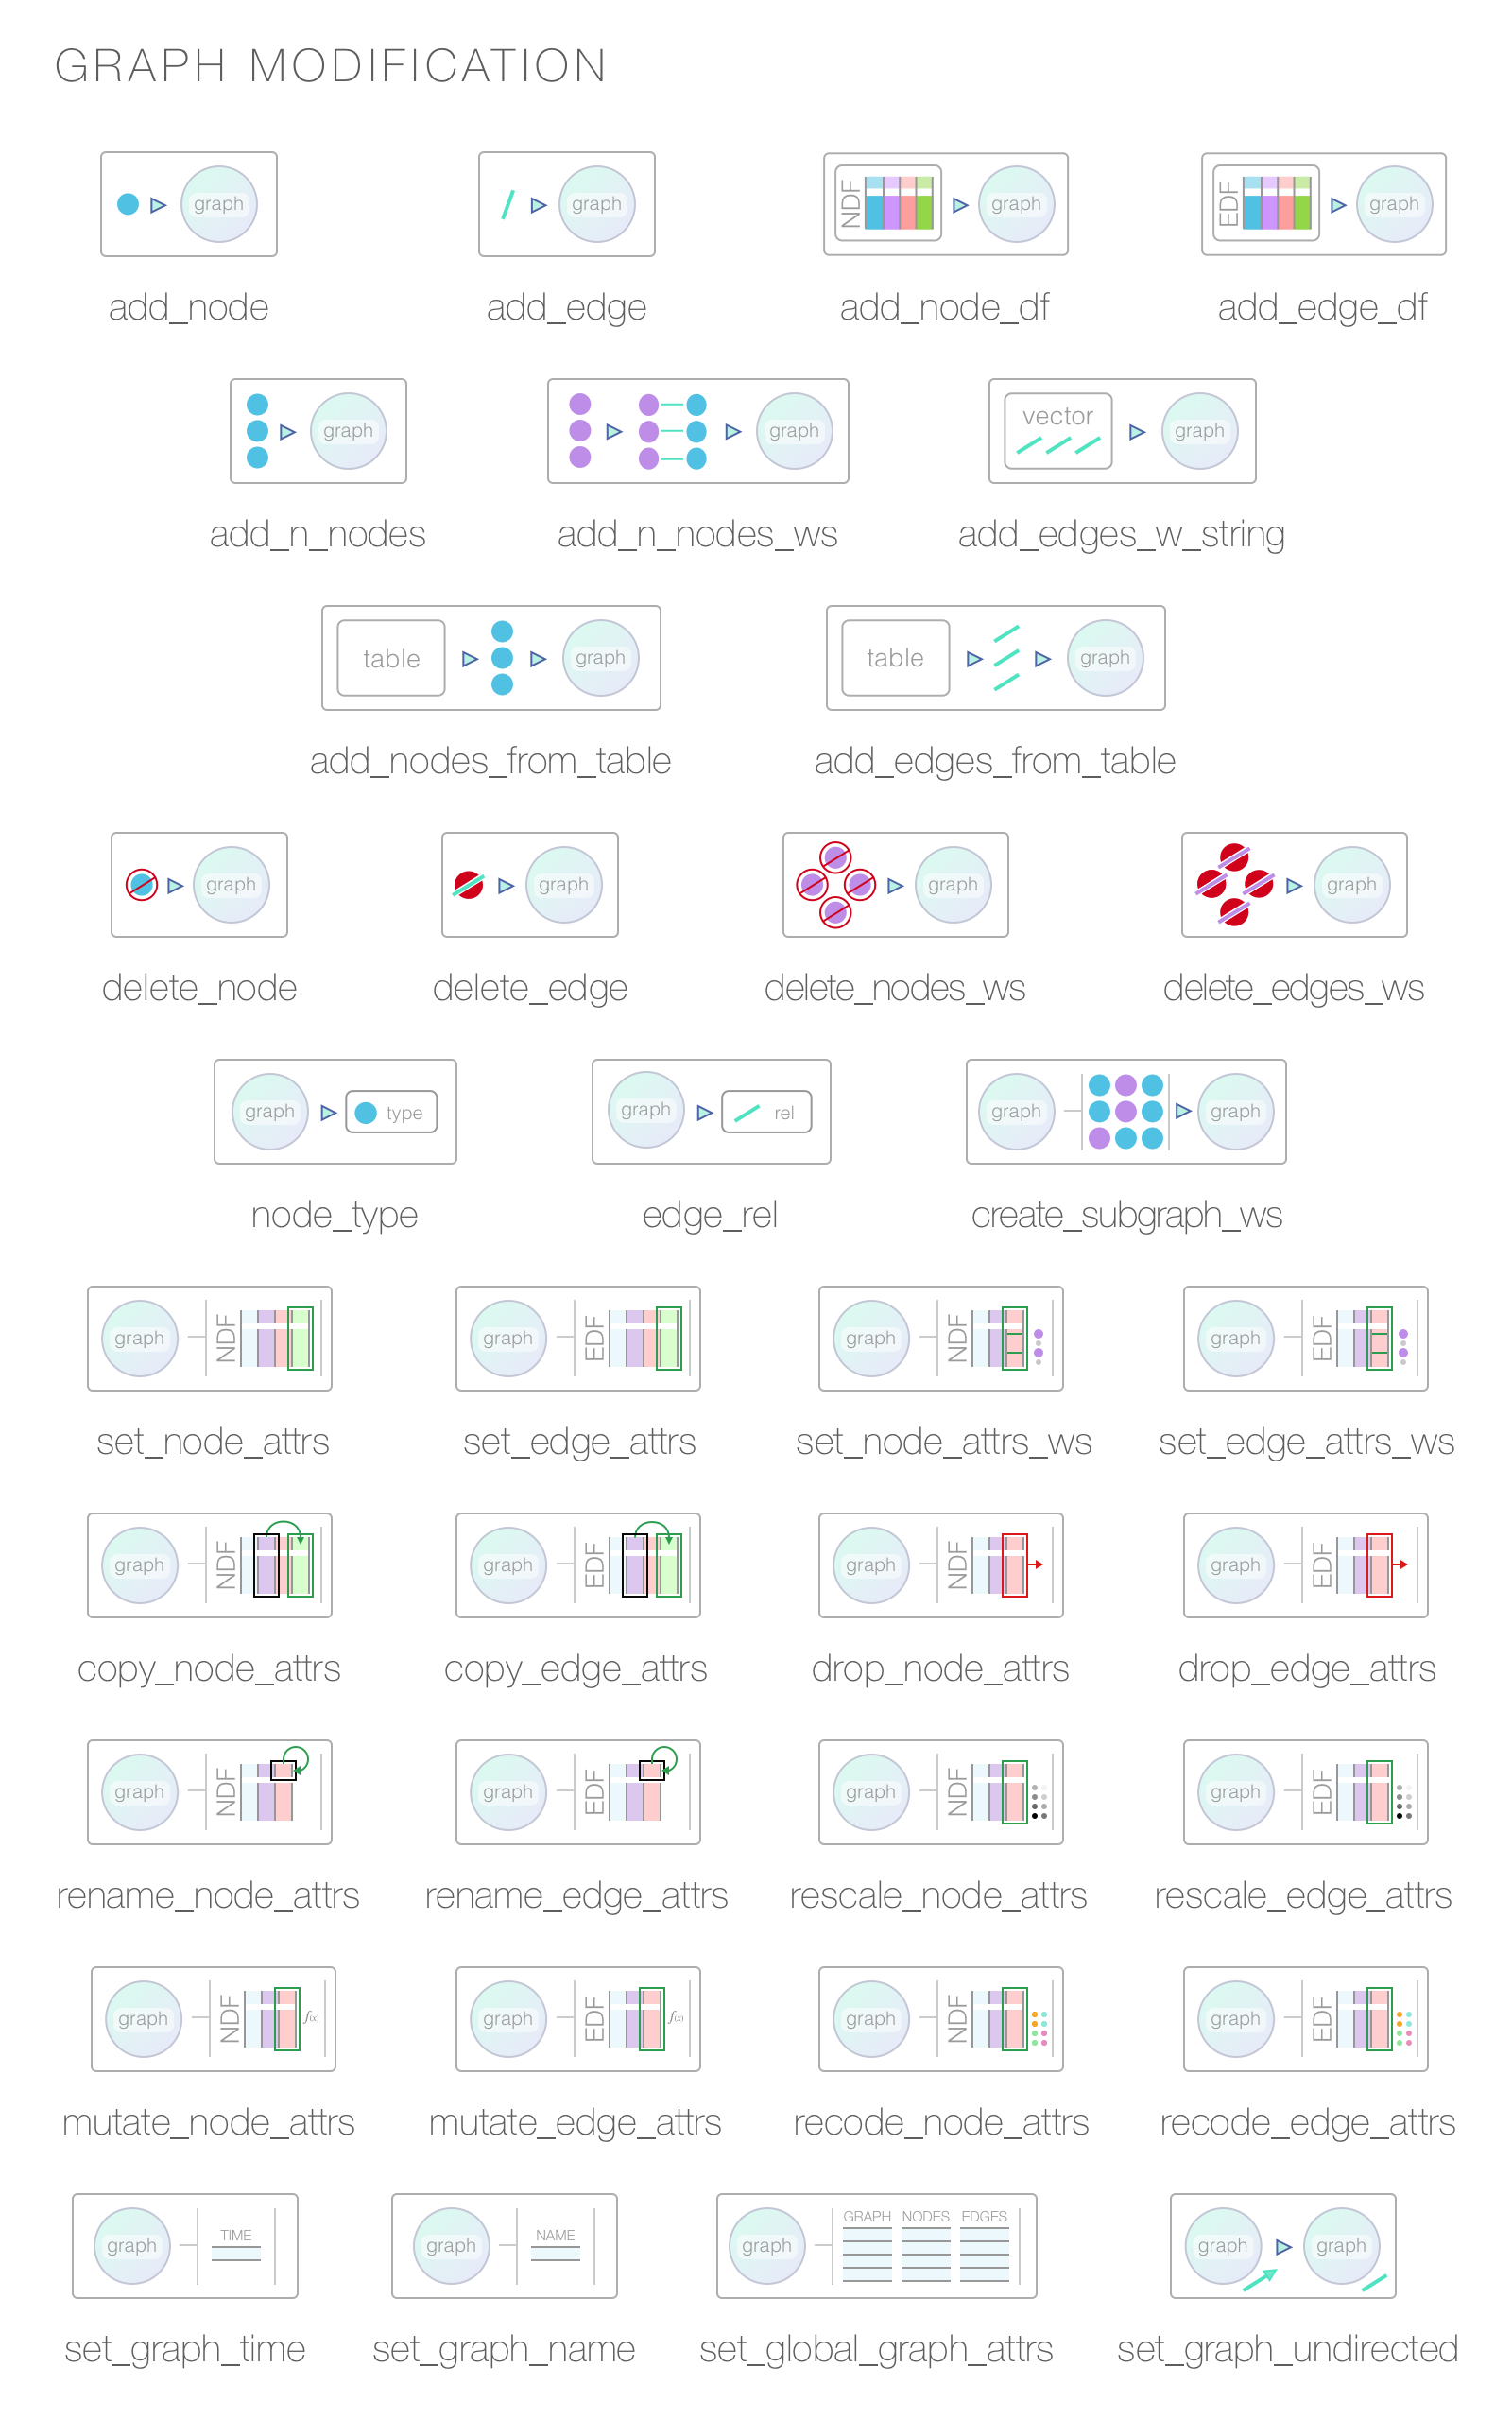 GRAPH MODIFICATION
graph graph NDF graph EDF graph
add_node add_edge add_node_df add_edge_df
graph graph vector graph
add_n_nodes add_n_nodes_ws add_edges_w_string
table graph table graph
add_nodes_from_table add_edges_from_table
graph graph graph graph
delete_node delete_edge delete_nodes_ws delete_edges_ws
graph type graph rel graph graph
node_type edge_rel create_subgraph_ws
graph NDF graph EDF graph NDF graph EDF
set_node_attrs set_edge_attrs set_node_attrs_ws set_edge_attrs_ws
graph NDF graph EDF graph NDF graph EDF
copy_node_attrs copy_edge_attrs drop_node_attrs drop_edge_attrs
graph NDF graph EDF graph NDF graph EDF
rename_node_attrs rename_edge_attrs rescale_node_attrs rescale_edge_attrs
graph NDF f(x) graph EDF f(x) graph NDF graph EDF
mutate_node_attrs mutate_edge_attrs recode_node_attrs recode_edge_attrs
graph TIME graph NAME graph GRAPH NODES EDGES graph graph
set_graph_time set_graph_name set_global_graph_attrs set_graph_undirected